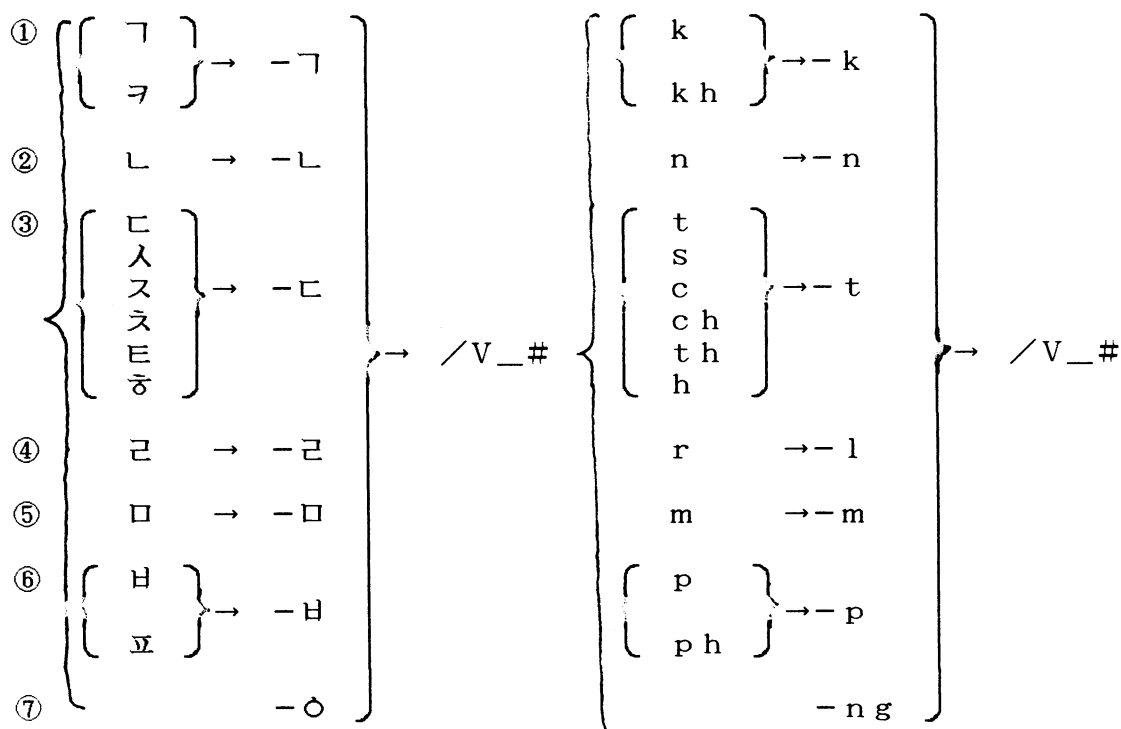 ① ㄱ k
→ -ㄱ → -k
ㅋ kh
② ㄴ → -ㄴ n → -n
③ ㄷ t
ㅅ s
ㅈ → -ㄷ c → -t
ㅊ ch
ㅌ → /V_# th → /V_#
ㅎ h
④ ㄹ → -ㄹ r → -l
⑤ ㅁ → -ㅁ m → -m
⑥ ㅂ p
→ -ㅂ → -p
ㅍ ph
⑦ -ㆁ -ng